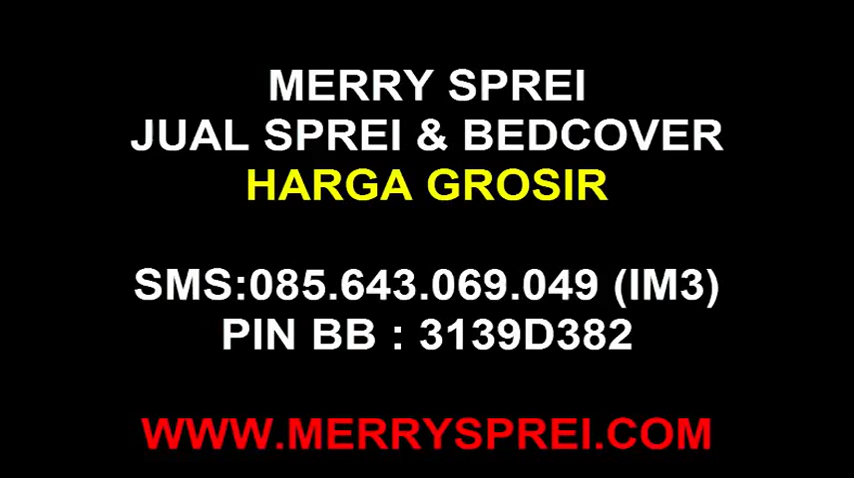 MERRY SPREI
JUAL SPREI & BEDCOVER
HARGA GROSIR
SMS:085.643.069.049 (IM3)
PIN BB : 3139D382
WWW.MERRYSPREI.COM